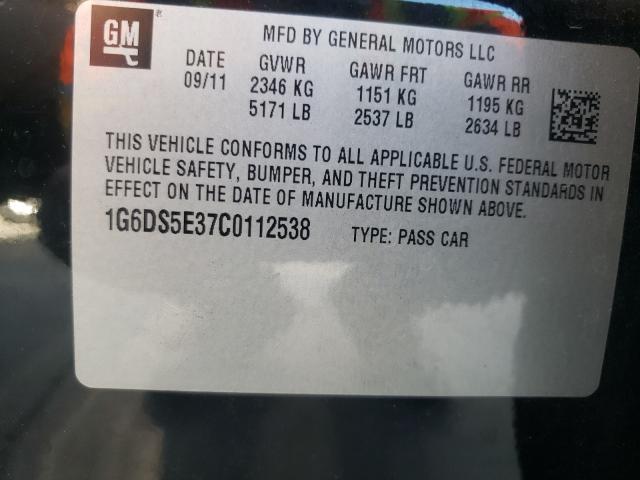 GM
MFD BY GENERAL MOTORS LLC
DATE GVWR GAWR FRT GAWR RR
09/11 2346 KG 1151 KG 1195 KG
5171 LB 2537 LB 2634 LB
THIS VEHICLE CONFORMS TO ALL APPLICABLE U.S. FEDERAL MOTOR
VEHICLE SAFETY, BUMPER, AND THEFT PREVENTION STANDARDS IN
EFFECT ON THE DATE OF MANUFACTURE SHOWN ABOVE.
1G6DS5E37C0112538 TYPE: PASS CAR